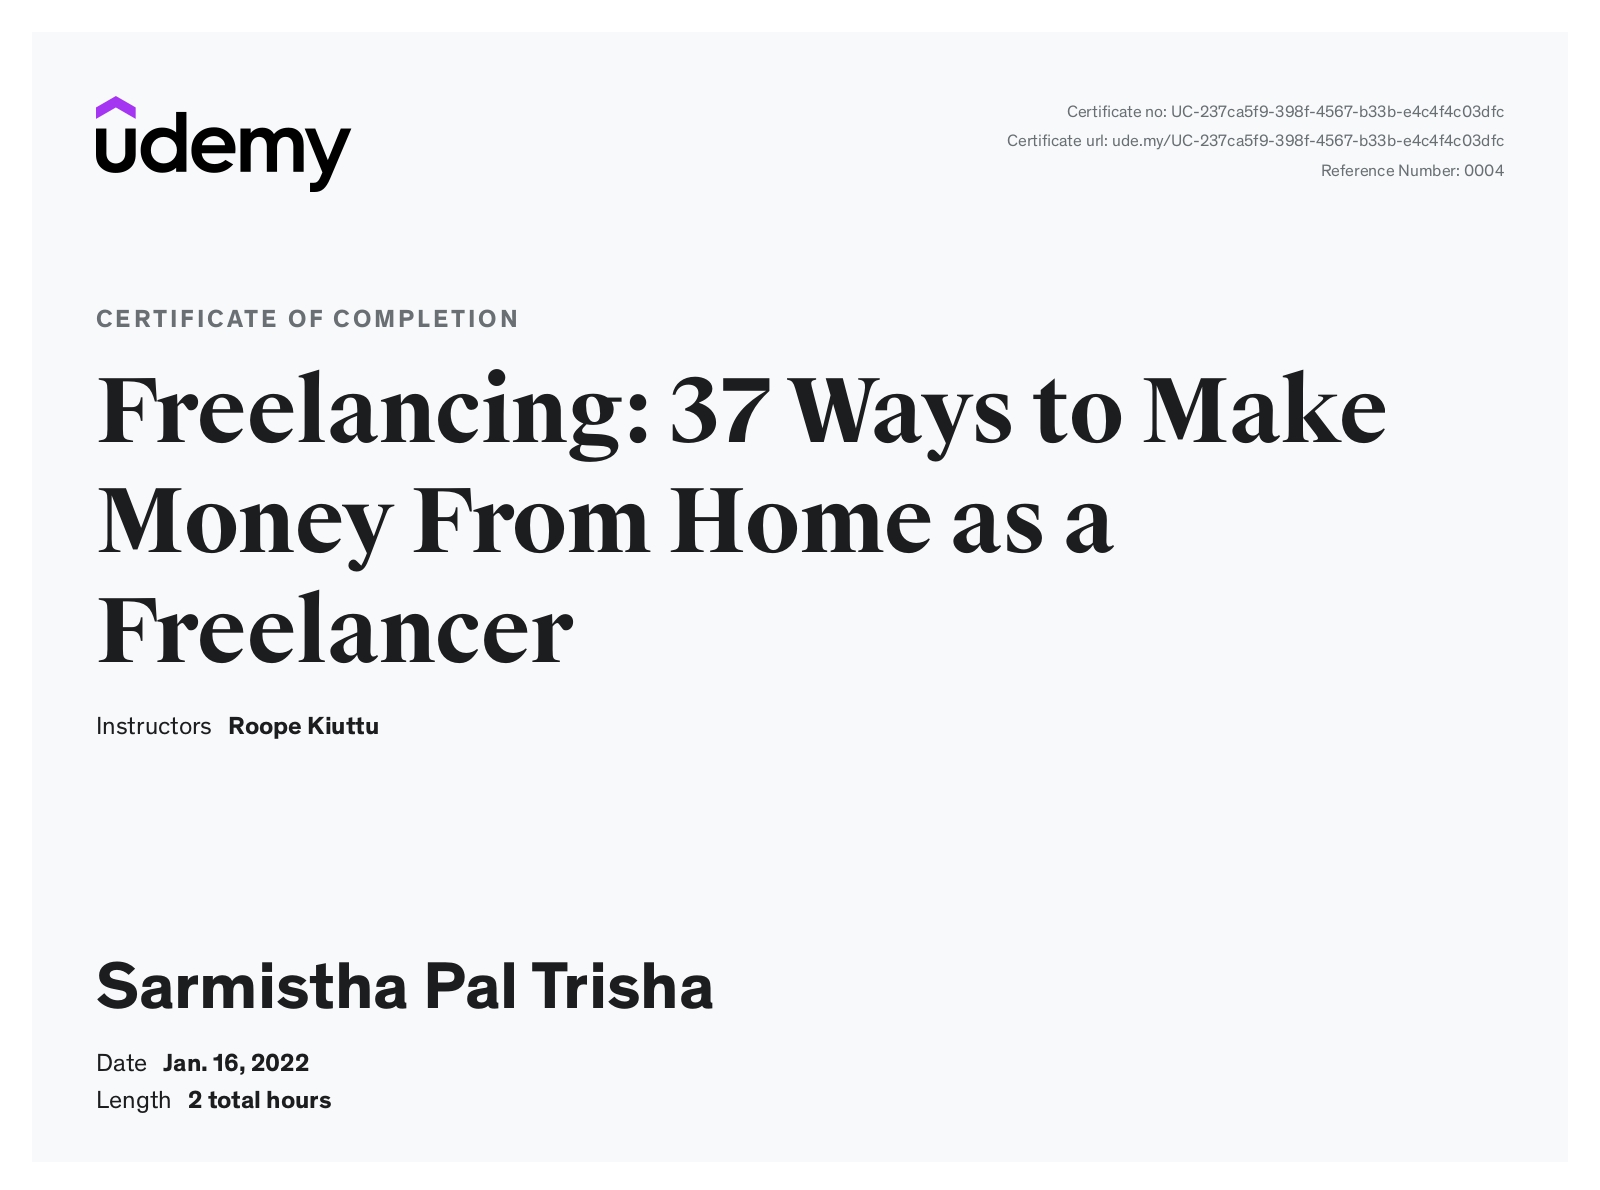 udemy
Certificate no: UC-237ca5f9-398f-4567-b33b-e4c4f4c03dfc
Certificate url: ude.my/UC-237ca5f9-398f-4567-b33b-e4c4f4c03dfc
Reference Number: 0004
CERTIFICATE OF COMPLETION
Freelancing: 37 Ways to Make
Money From Home as a
Freelancer
Instructors Roope Kiuttu
Sarmistha Pal Trisha
Date Jan. 16, 2022
Length 2 total hours